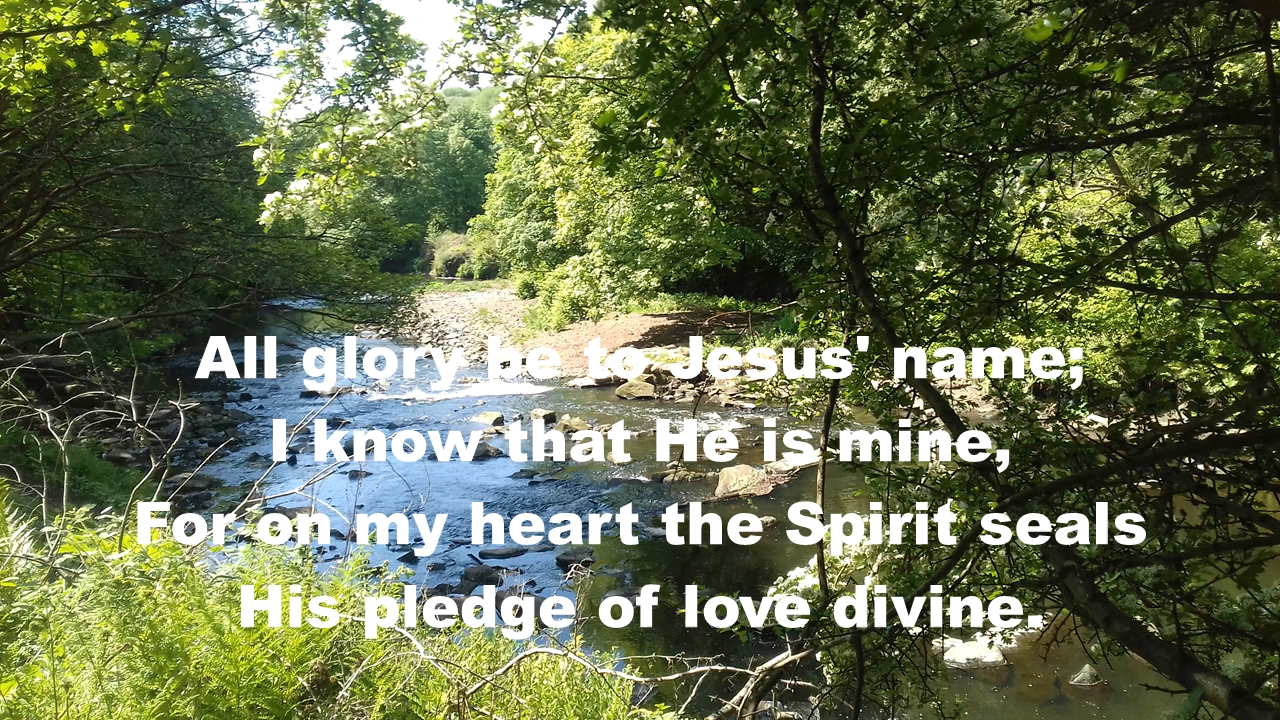 All glory be to Jesus' name;
I know that He is mine,
For on my heart the Spirit seals
His pledge of love divine.